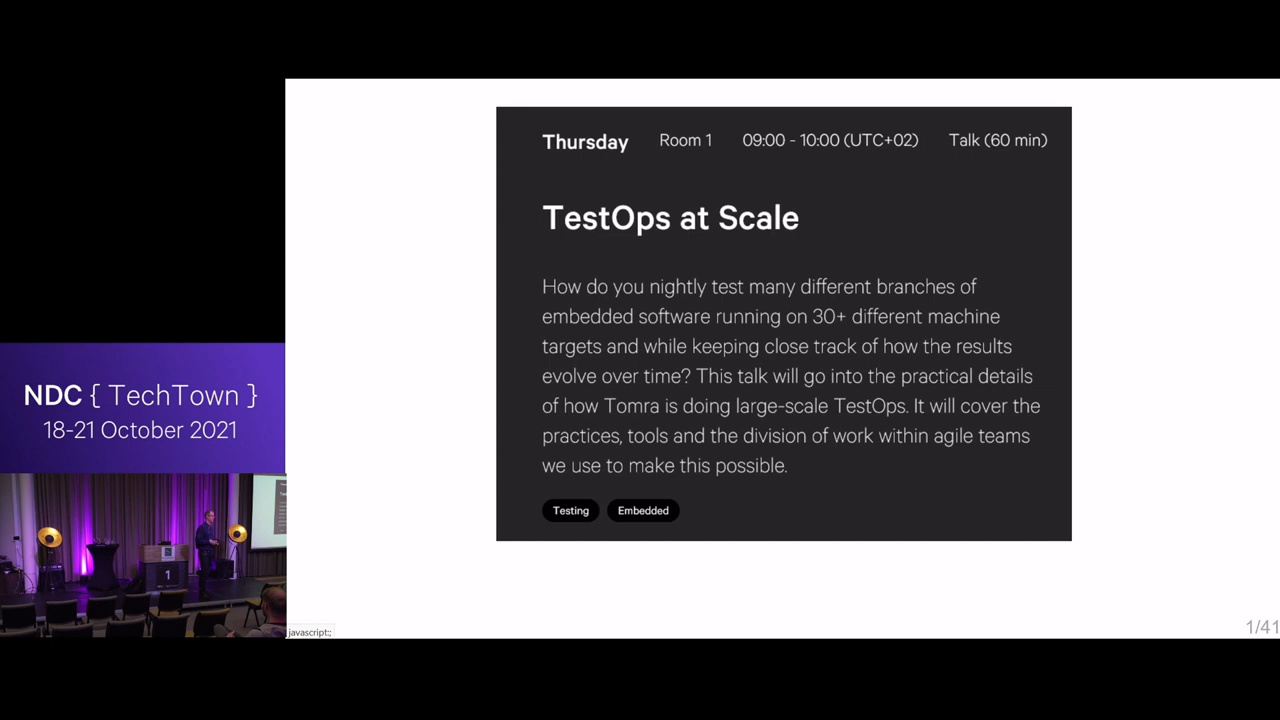 Thursday Room 1 09:00 - 10:00 (UTC+02) Talk (60 min)
TestOps at Scale
How do you nightly test many different branches of
embedded software running on 30+ different machine
targets and while keeping close track of how the results
evolve over time? This talk will go into the practical details
of how Tomra is doing large-scale TestOps. It will cover the
practices, tools and the division of work within agile teams
we use to make this possible.
Testing Embedded
NDC { TechTown }
18-21 October 2021
1
javascript:;
1/41